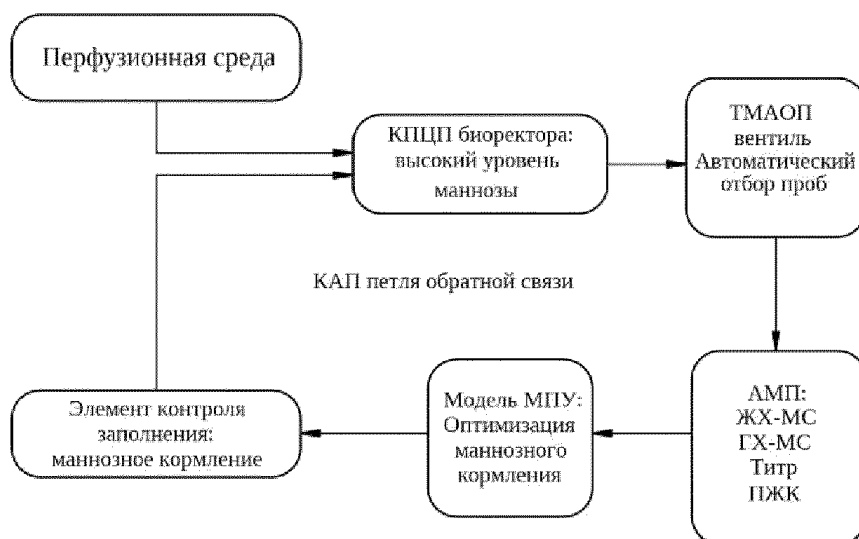 Перфузионная среда
КПЦП биоректора:
высокий уровень
маннозы
ТМАОП
вентиль
Автоматический
отбор проб
КАП петля обратной связи
Элемент контроля
заполнения:
маннозное кормление
Модель МПУ:
Оптимизация
маннозного
кормления
АМП:
ЖХ-МС
ГХ-МС
Титр
ПЖК